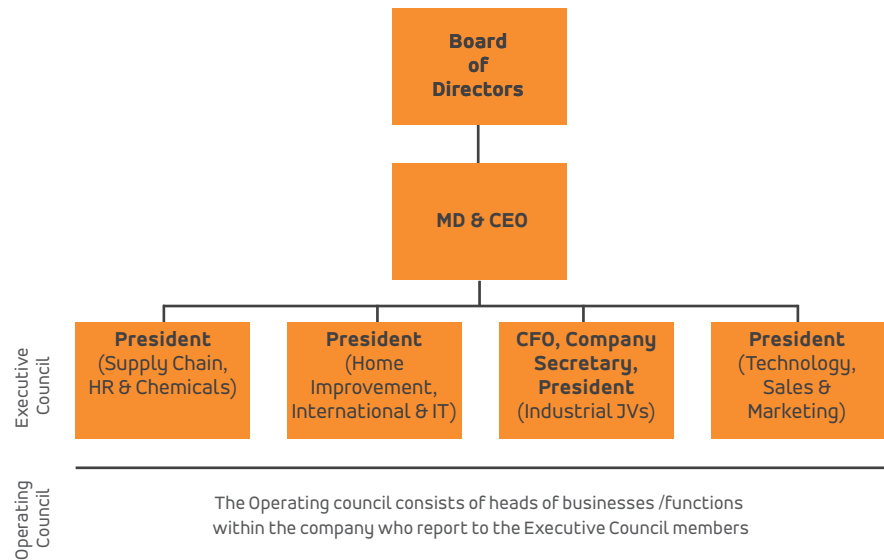 Board
of
Directors
MD & CEO
Executive
Council
President
(Supply Chain,
HR & Chemicals)
President
(Home
Improvement,
International & IT)
CFO, Company
Secretary,
President
(Industrial JVs)
President
(Technology,
Sales &
Marketing)
Operating
Council
The Operating council consists of heads of businesses /functions
within the company who report to the Executive Council members